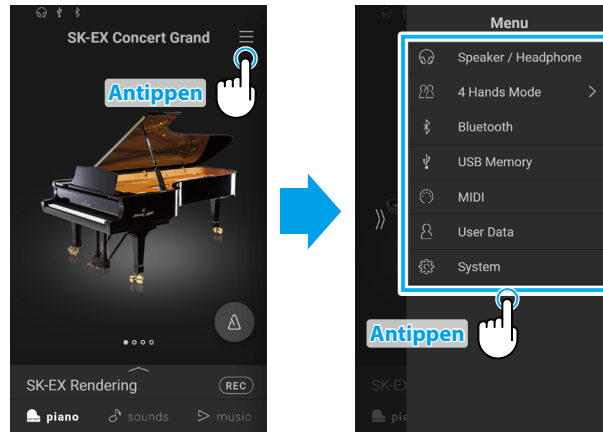 SK-EX Concert Grand
Antippen
SK-EX Rendering
REC
piano
sounds
music
Menu
Speaker / Headphone
4 Hands Mode
Bluetooth
USB Memory
MIDI
User Data
System
Antippen
SK-EX
pia